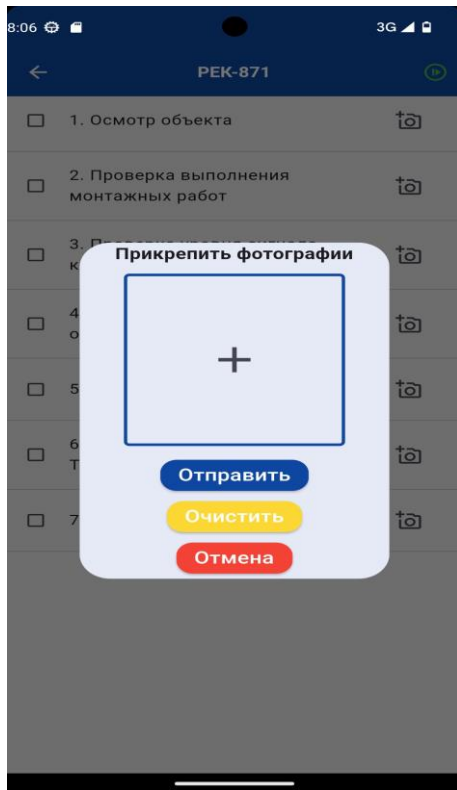 8:06 3G
РЕК-871
1. Осмотр объекта
2. Проверка выполнения
монтажных работ
3.
к
Прикрепить фотографии
4
о
5
6
Т
7
Отправить
Очистить
Отмена